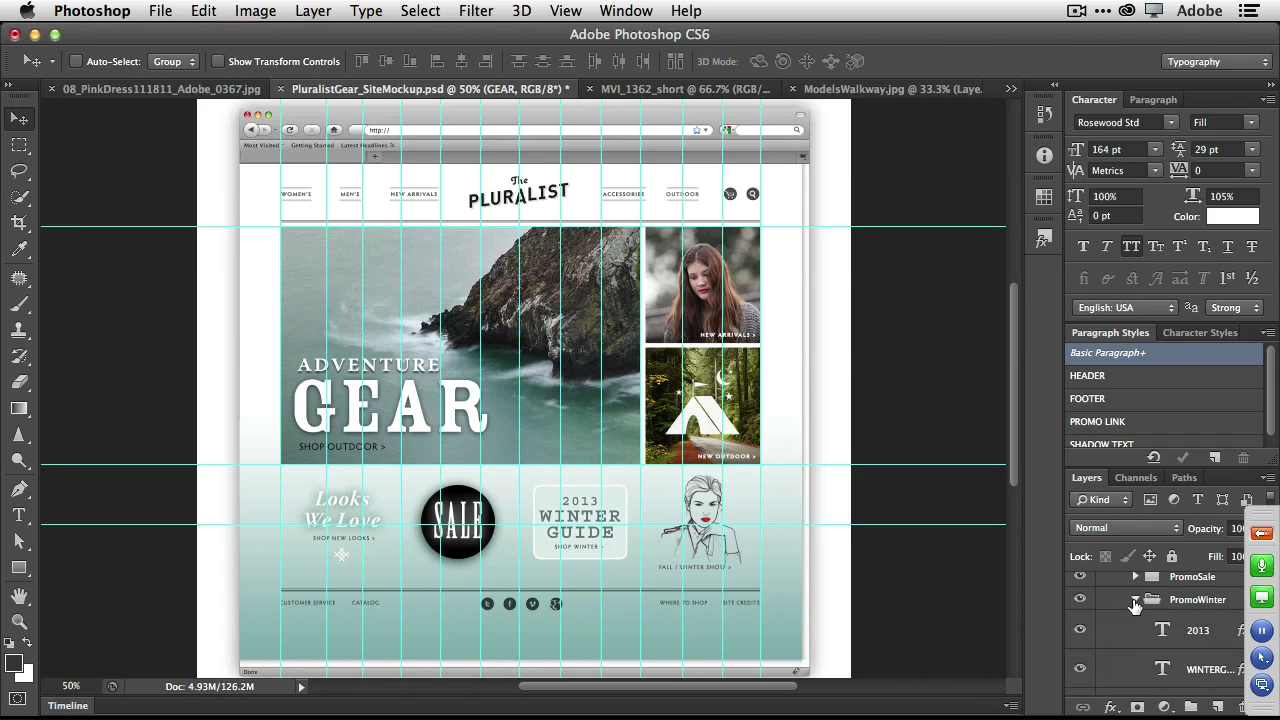 Photoshop File Edit Image Layer Type Select Filter 3D View Window Help Adobe
Adobe Photoshop CS6
Auto-Select: Group Show Transform Controls 3D Mode: Typography
08_PinkDress111811_Adobe_0367.jpg PluralistGear_SiteMockup.psd @ 50% (GEAR, RGB/8*) * MVI_1362_short @ 66.7% (RGB/... ModelsWalkway.jpg @ 33.3% (Laye...
http://
Most Visited Getting Started Latest Headlines
WOMEN'S MEN'S NEW ARRIVALS The PLURALIST ACCESSORIES OUTDOOR
NEW ARRIVALS >
ADVENTURE
GEAR
SHOP OUTDOOR >
NEW OUTDOOR >
Looks
We Love
SHOP NEW LOOKS >
SALE
2013
WINTER
GUIDE
SHOP WINTER >
FALL / WINTER SHOW >
CUSTOMER SERVICE CATALOG WHERE TO SHOP SITE CREDITS
Done
50% Doc: 4.93M/126.2M
Timeline
Character Paragraph
Rosewood Std Fill
164 pt 29 pt
Metrics 0
100% 105%
0 pt Color:
English: USA Strong
Paragraph Styles Character Styles
Basic Paragraph+
HEADER
FOOTER
PROMO LINK
SHADOW TEXT
Layers Channels Paths
Kind
Normal Opacity: 10
Lock: Fill: 10
PromoSale
PromoWinter
2013
WINTERG...